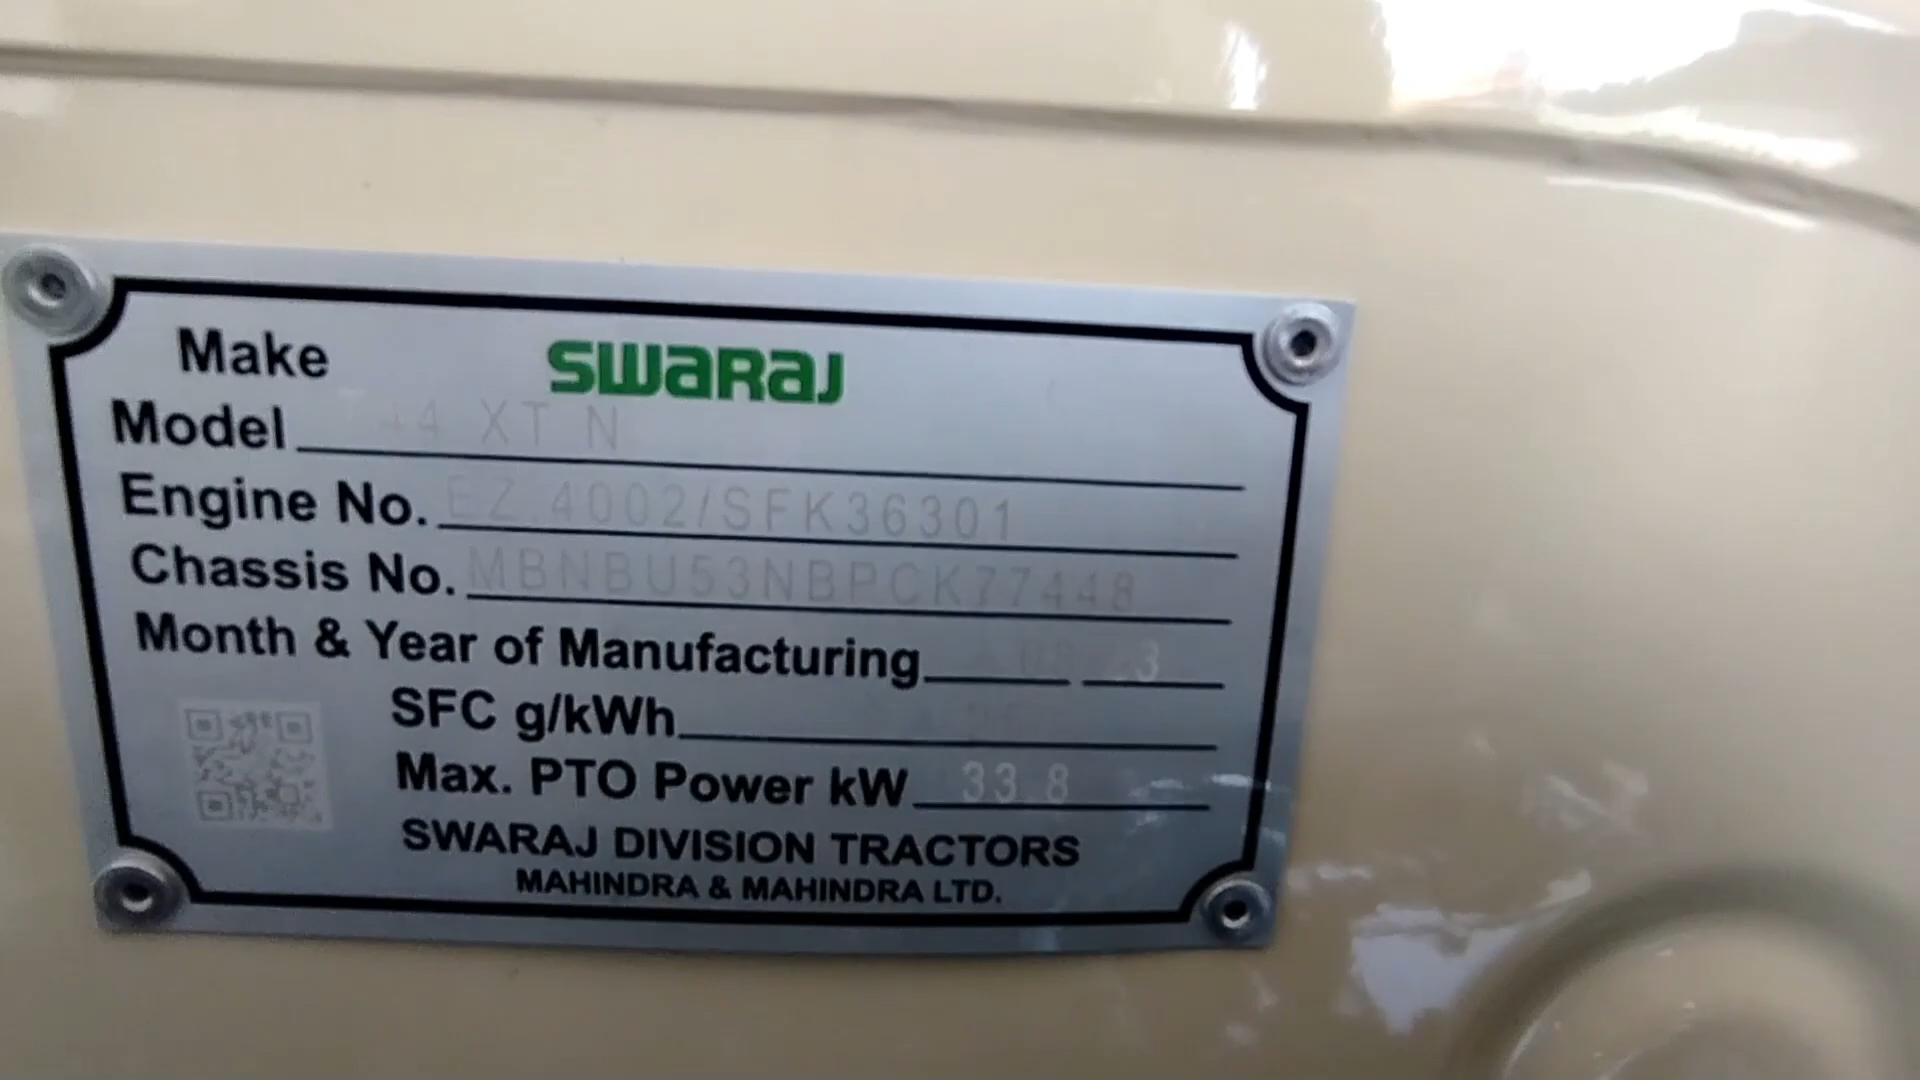 Make SWARAJ
Model 744 XT N
Engine No. EZ 4002/SFK36301
Chassis No. MBNBU53NBPCK77448
Month & Year of Manufacturing
SFC g/kWh
Max. PTO Power kW 33.8
SWARAJ DIVISION TRACTORS
MAHINDRA & MAHINDRA LTD.